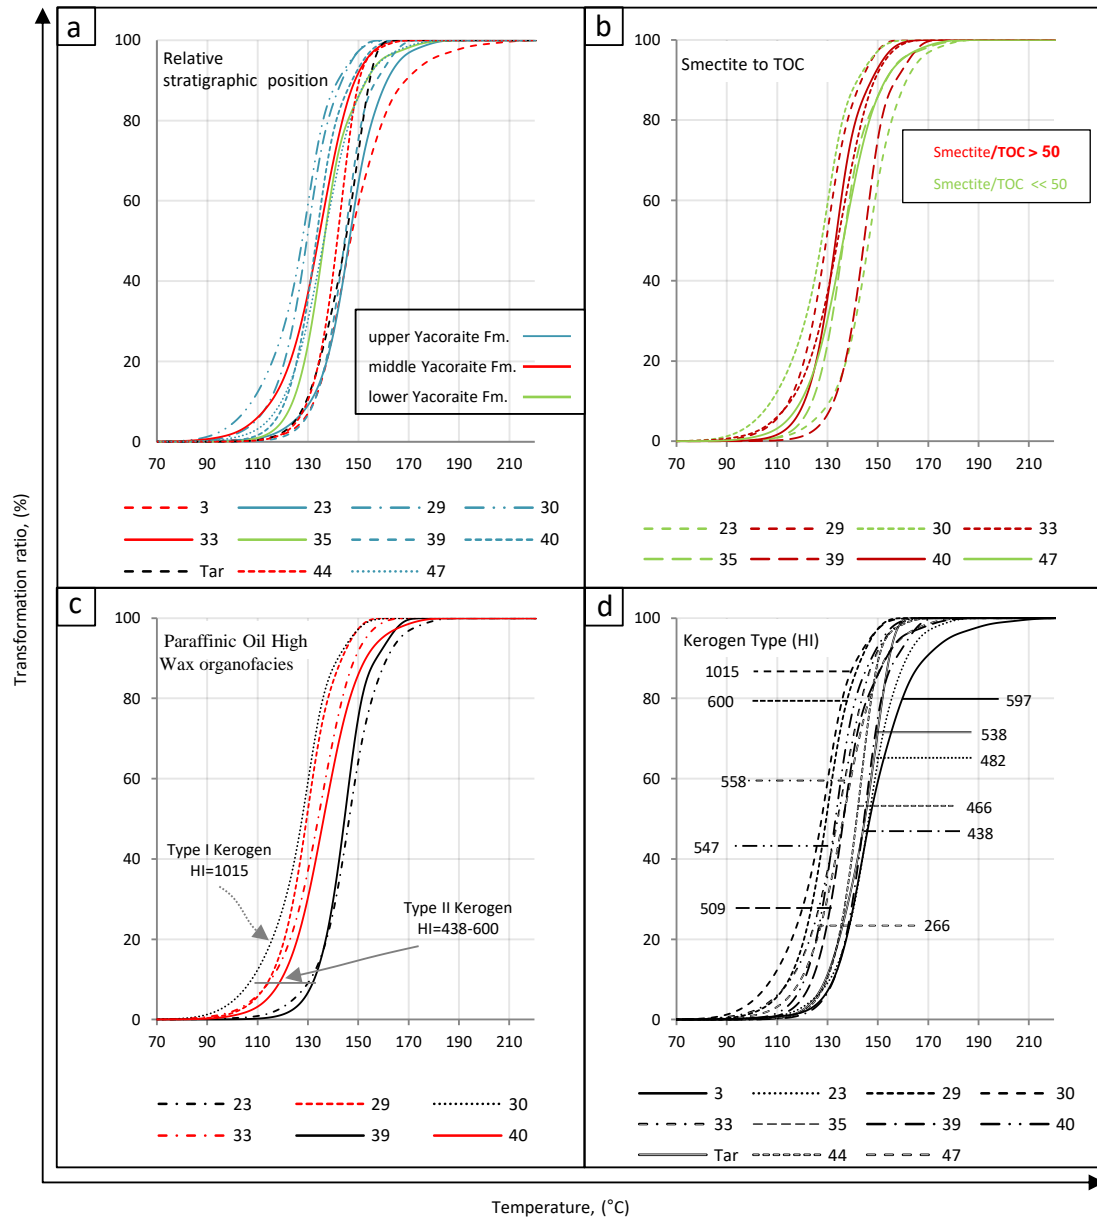 a
Relative
stratigraphic position
100
80
60
40
20
0
70 90 110 130 150 170 190 210
upper Yacoraite Fm.
middle Yacoraite Fm.
lower Yacoraite Fm.
3 23 29 30
33 35 39 40
Tar 44 47
b
Smectite to TOC
100
80
60
40
20
0
70 90 110 130 150 170 190 210
Smectite/TOC > 50
Smectite/TOC << 50
23 29 30 33
35 39 40 47
Transformation ratio, (%)
c
Paraffinic Oil High
Wax organofacies
100
80
60
40
20
0
70 90 110 130 150 170 190 210
Type I Kerogen
HI=1015
Type II Kerogen
HI=438-600
23 29 30
33 39 40
d
Kerogen Type (HI)
100
80
60
40
20
0
70 90 110 130 150 170 190 210
1015
600
558
547
509
597
538
482
466
438
266
3 23 29 30
33 35 39 40
Tar 44 47
Temperature, (°C)